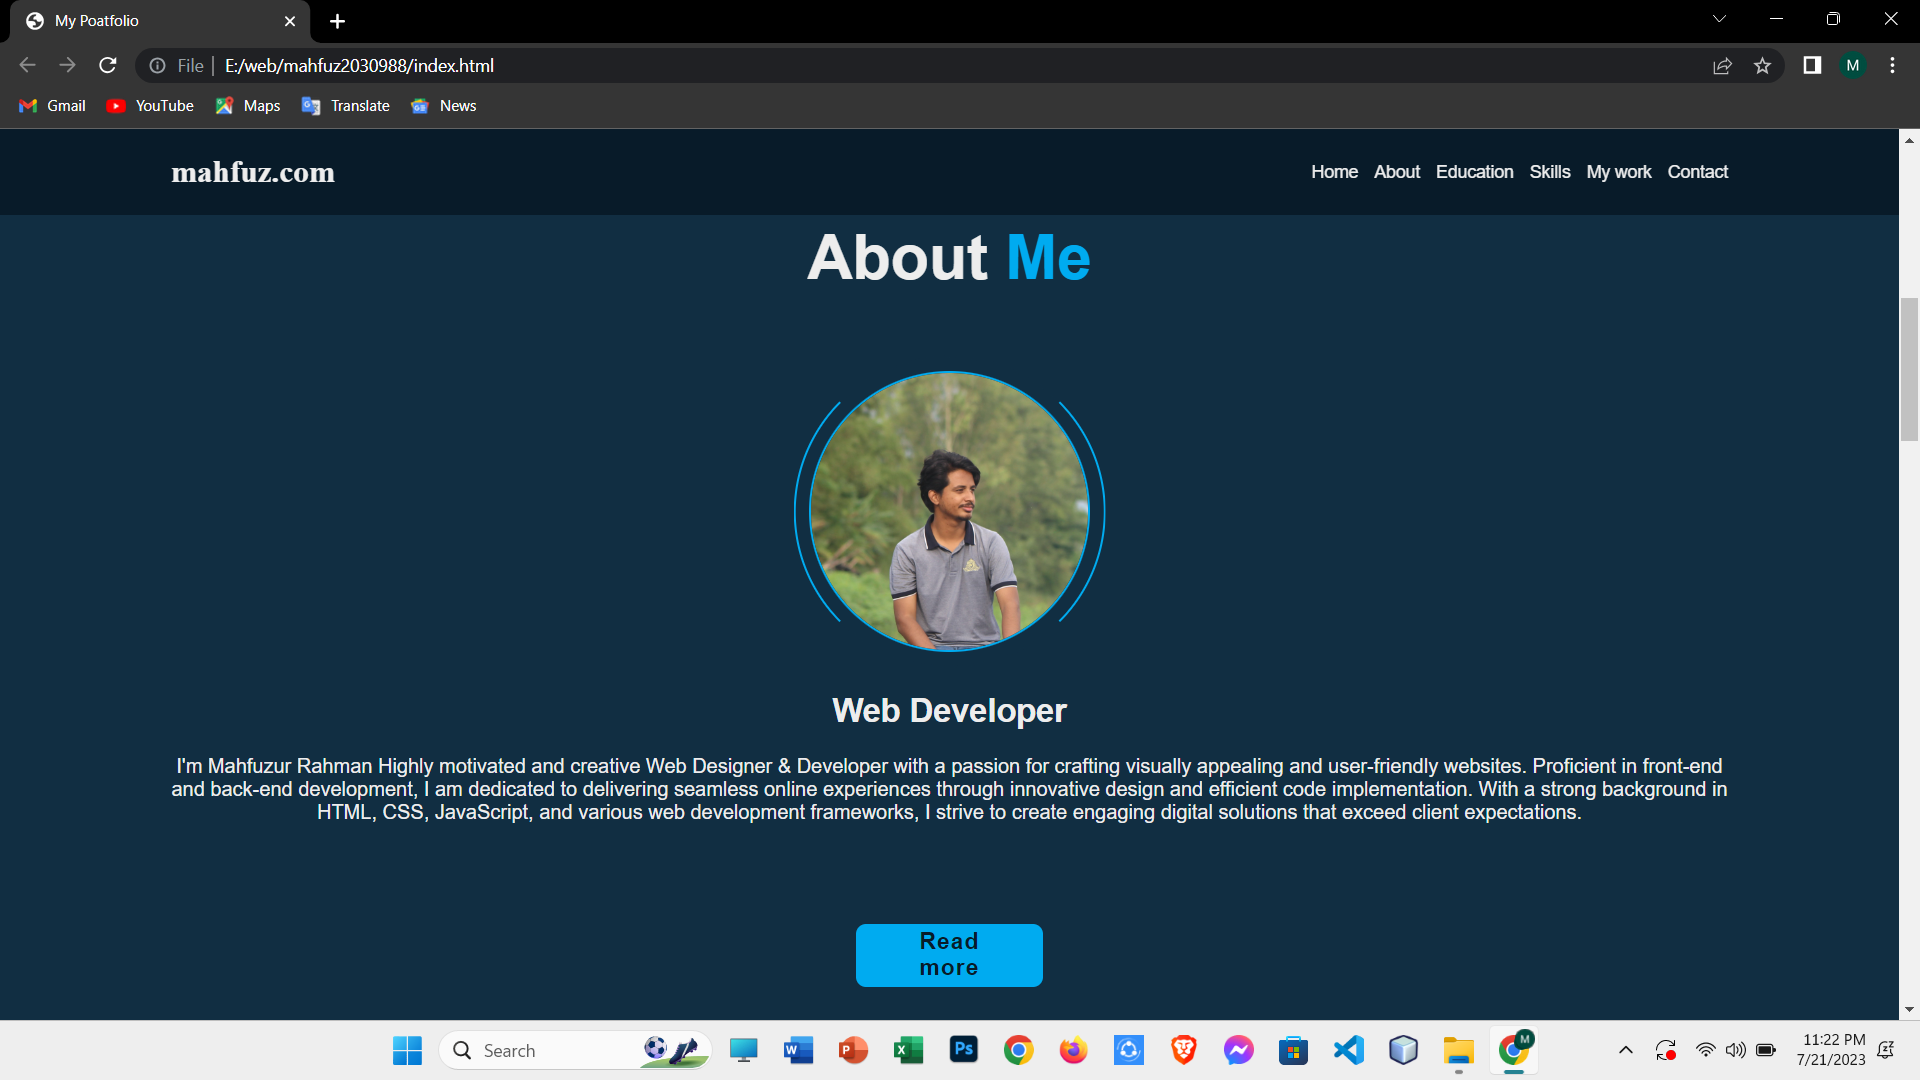 My Poatfolio
File
E:/web/mahfuz2030988/index.html
M
Gmail
YouTube
Maps
Translate
News
mahfuz.com
Home
About
Education
Skills
My work
Contact
About Me
Web Developer
I'm Mahfuzur Rahman Highly motivated and creative Web Designer & Developer with a passion for crafting visually appealing and user-friendly websites. Proficient in front-end
and back-end development, I am dedicated to delivering seamless online experiences through innovative design and efficient code implementation. With a strong background in
HTML, CSS, JavaScript, and various web development frameworks, I strive to create engaging digital solutions that exceed client expectations.
Read
more
Search
W
P
X
Ps
M
11:22 PM
7/21/2023